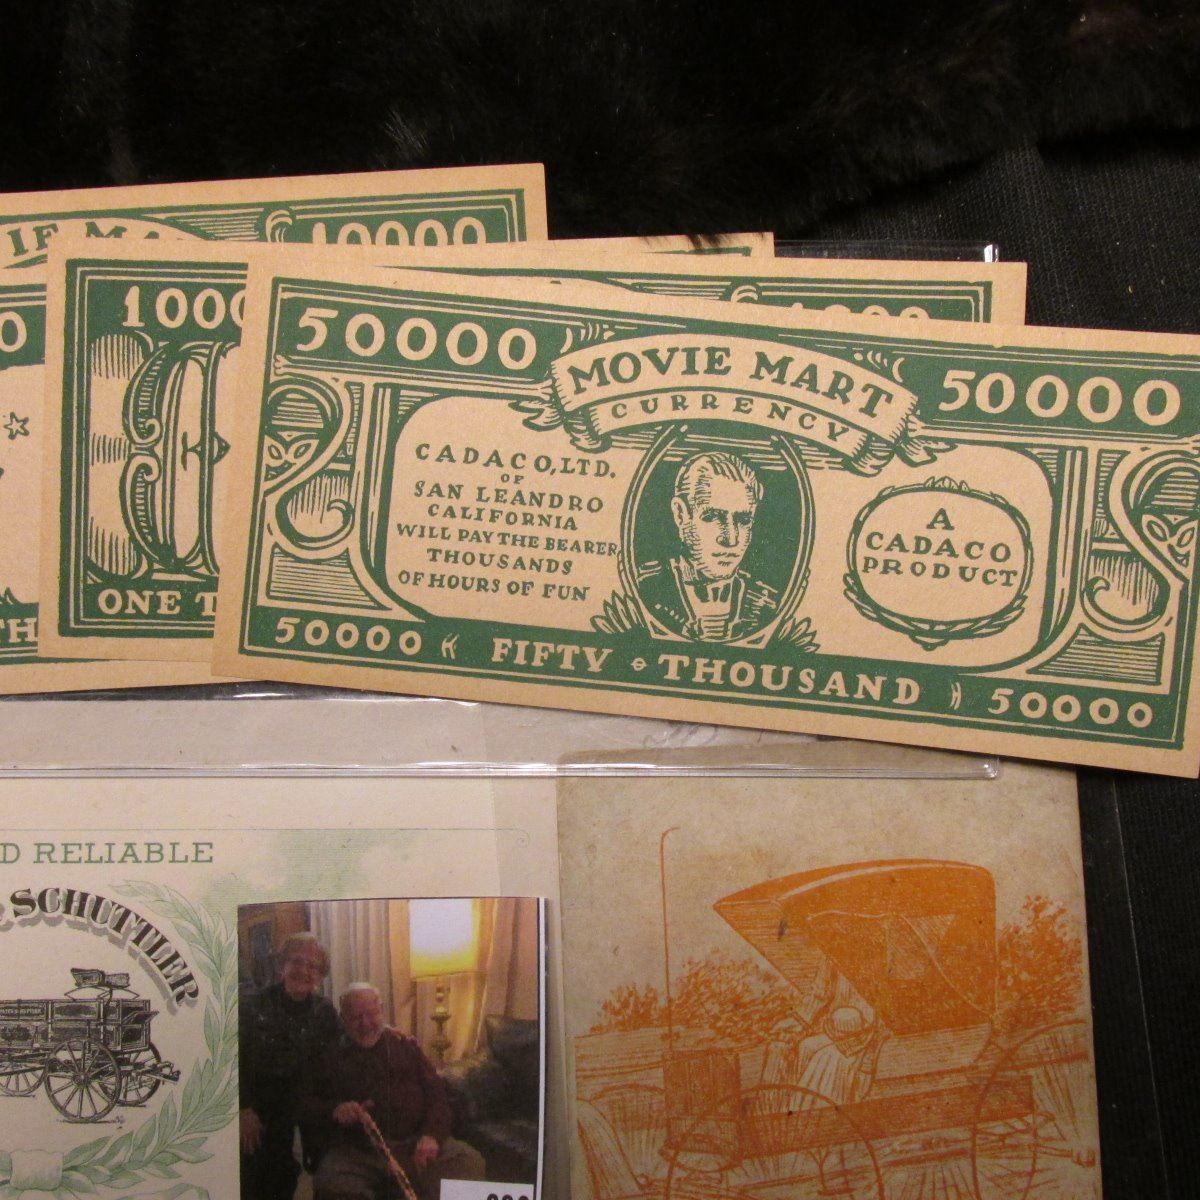 10000
1000
50000
MOVIE MART
CURRENCY
50000
CADACO, LTD.
OF
SAN LEANDRO
CALIFORNIA
WILL PAY THE BEARER
THOUSANDS
OF HOURS OF FUN
A
CADACO
PRODUCT
ONE T
50000 FIFTY THOUSAND 50000
D RELIABLE
SCHUTTLER